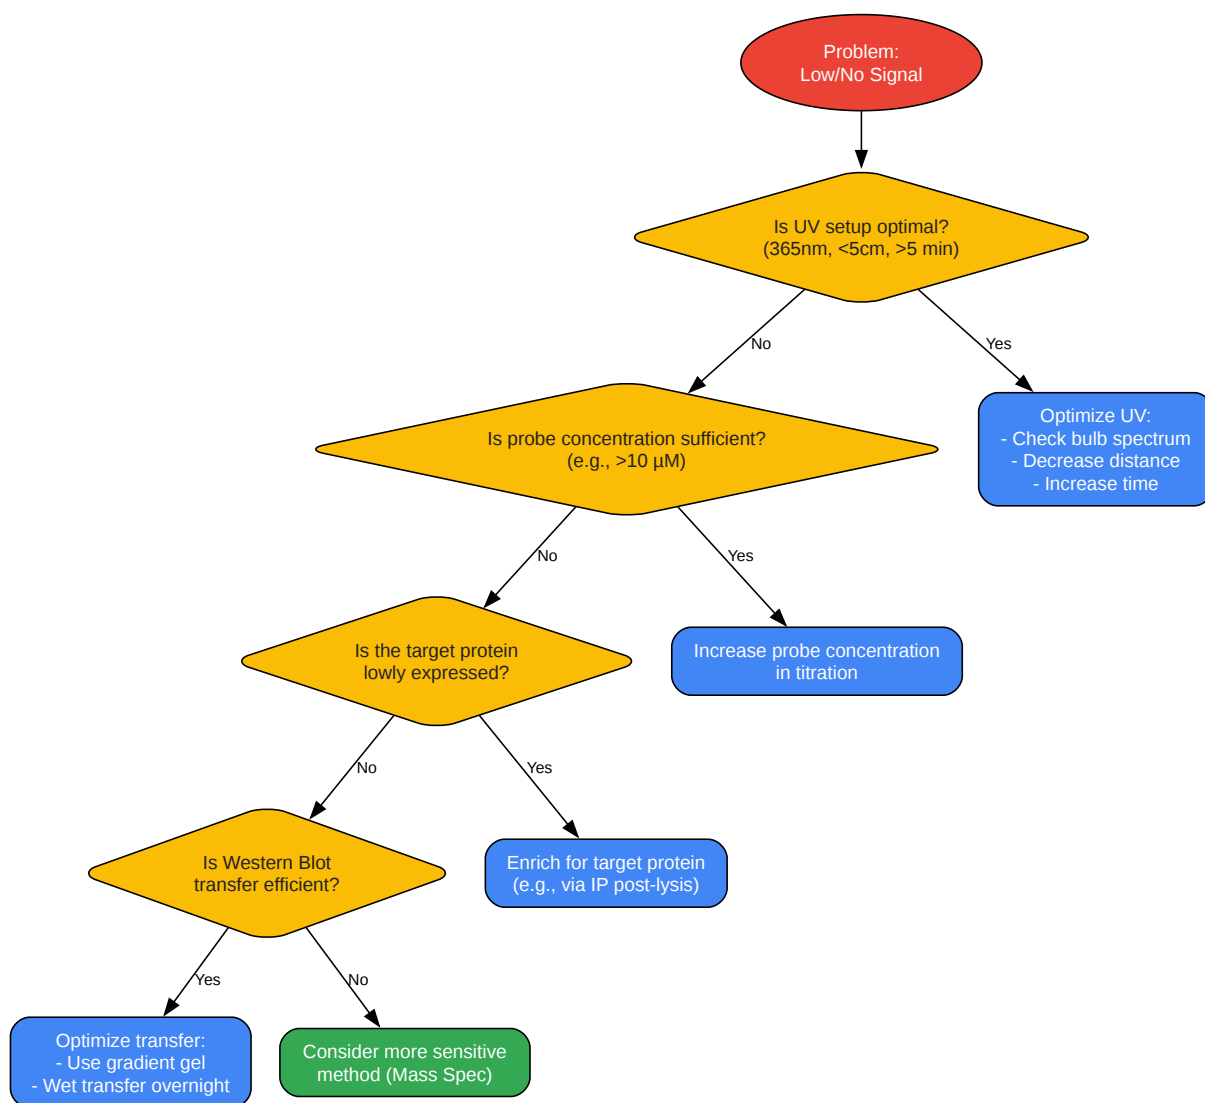 Problem:
Low/No Signal
Is UV setup optimal?
(365nm, <5cm, >5 min)
No
Yes
Is probe concentration sufficient?
(e.g., >10 µM)
Optimize UV:
- Check bulb spectrum
- Decrease distance
- Increase time
No
Yes
Is the target protein
lowly expressed?
Increase probe concentration
in titration
No
Yes
Is Western Blot
transfer efficient?
Enrich for target protein
(e.g., via IP post-lysis)
Yes
No
Optimize transfer:
- Use gradient gel
- Wet transfer overnight
Consider more sensitive
method (Mass Spec)